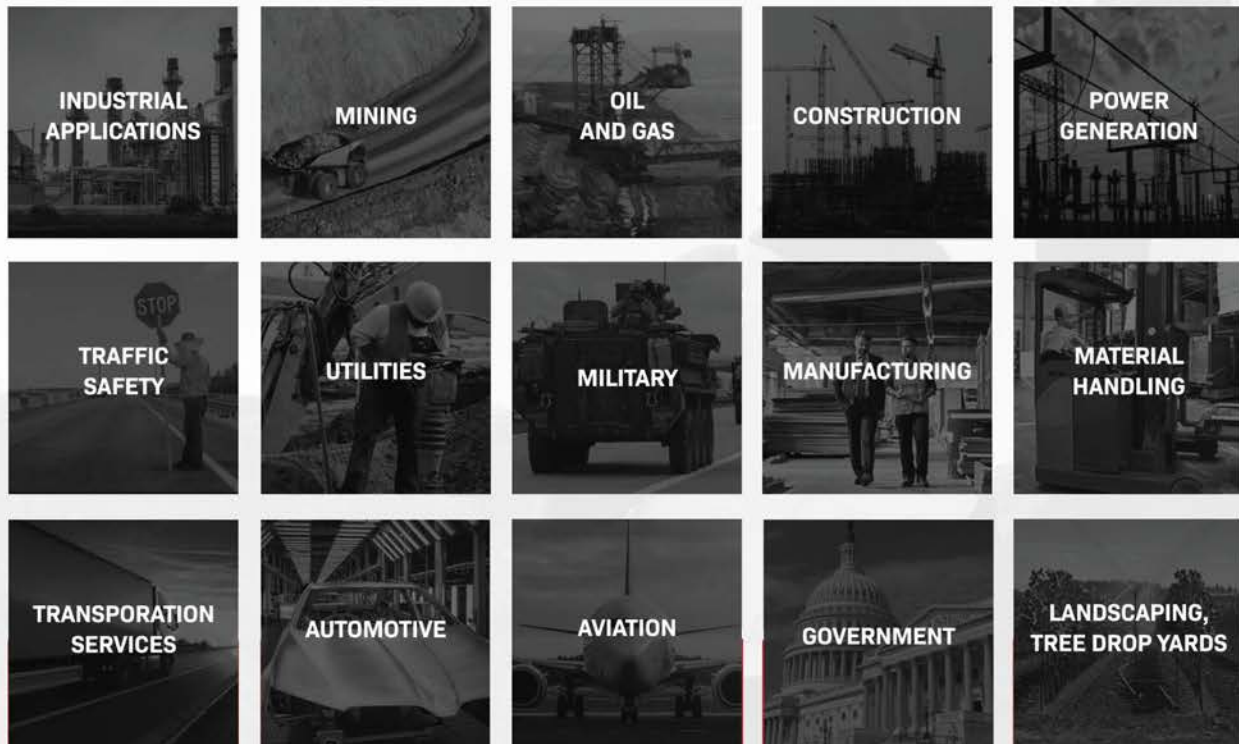 INDUSTRIAL
APPLICATIONS
MINING
OIL
AND GAS
CONSTRUCTION
POWER
GENERATION
STOP
TRAFFIC
SAFETY
UTILITIES
MILITARY
MANUFACTURING
MATERIAL
HANDLING
TRANSPORATION
SERVICES
AUTOMOTIVE
AVIATION
GOVERNMENT
LANDSCAPING,
TREE DROP YARDS